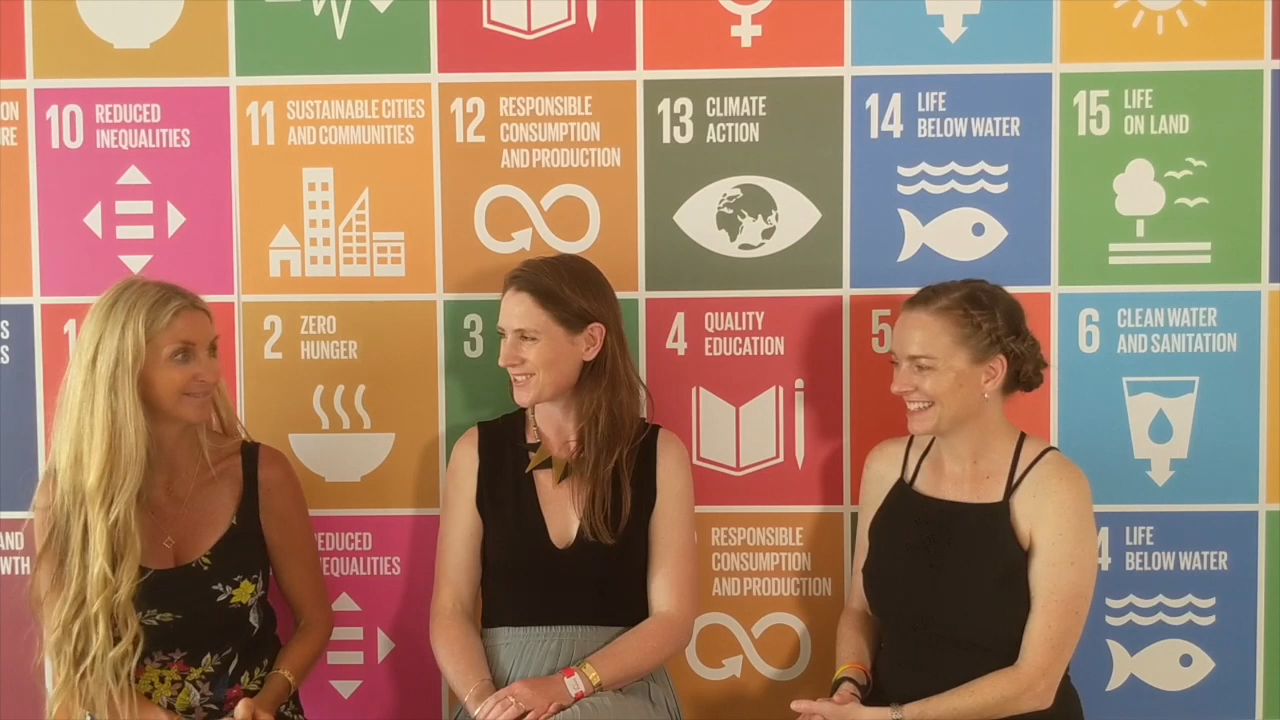 10 REDUCED
INEQUALITIES
11 SUSTAINABLE CITIES
AND COMMUNITIES
12 RESPONSIBLE
CONSUMPTION
AND PRODUCTION
13 CLIMATE
ACTION
14 LIFE
BELOW WATER
15 LIFE
ON LAND
2 ZERO
HUNGER
3
4 QUALITY
EDUCATION
5
6 CLEAN WATER
AND SANITATION
AND
WTH
REDUCED
INEQUALITIES
RESPONSIBLE
CONSUMPTION
AND PRODUCTION
4 LIFE
BELOW WATER